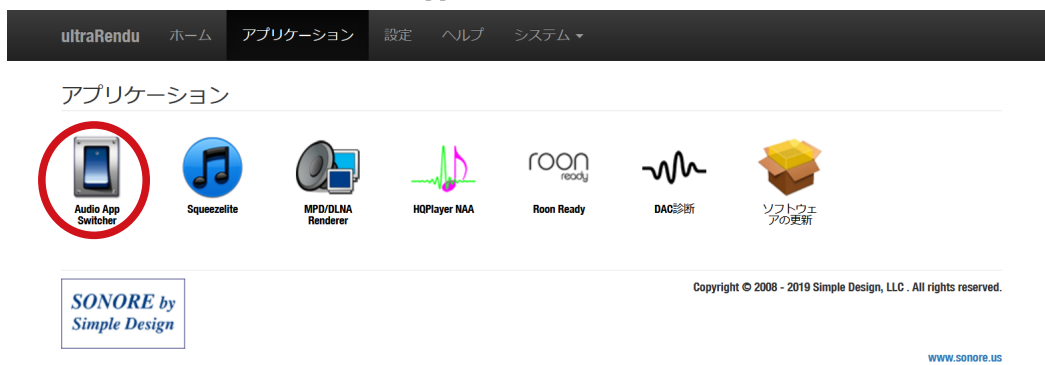 ultraRendu ホーム アプリケーション 設定 ヘルプ システム
アプリケーション
roon
ready
Audio App
Switcher
Squeezelite
MPD/DLNA
Renderer
HQPlayer NAA
Roon Ready
DAC診断
ソフトウェ
アの更新
SONORE by
Simple Design
Copyright © 2008 - 2019 Simple Design, LLC . All rights reserved.
www.sonore.us